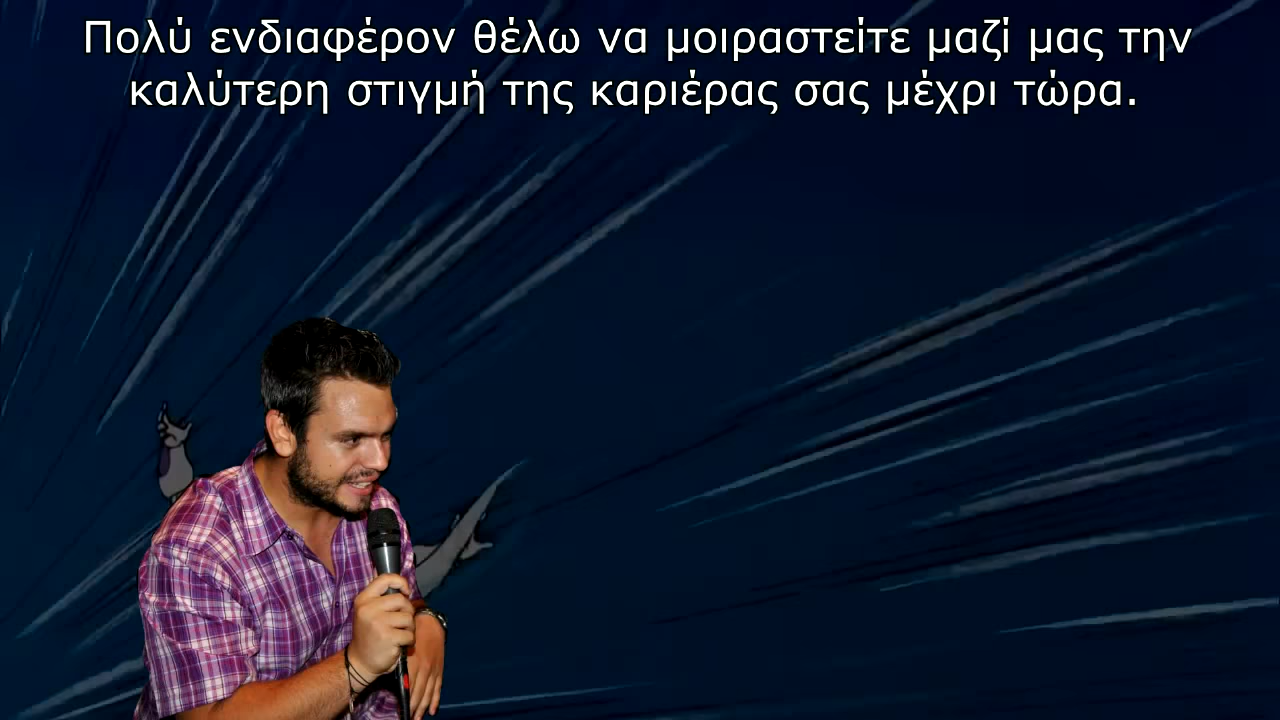 Πολύ ενδιαφέρον θέλω να μοιραστείτε μαζί μας την
καλύτερη στιγμή της καριέρας σας μέχρι τώρα.